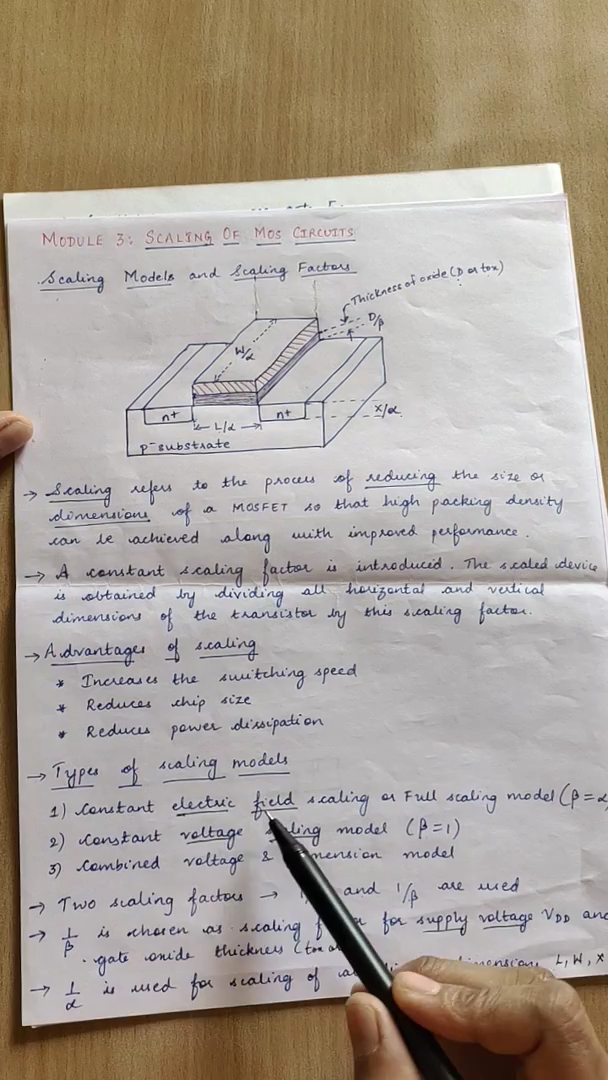 MODULE 3: SCALING OF MOS CIRCUITS
Scaling Models and Scaling Factors
Thickness of oxide (D or tox)
D/β
W/α
n+
L/α
n+
X/α
p-substrate
→ Scaling refers to the process of reducing the size or
dimensions of a MOSFET so that high packing density
can be achieved along with improved performance.
→ A constant scaling factor is introduced. The scaled device
is obtained by dividing all horizontal and vertical
dimensions of the transistor by this scaling factor.
→ Advantages of scaling
* Increases the switching speed
* Reduces chip size
* Reduces power dissipation
→ Types of scaling models
1) Constant electric field scaling or Full scaling model (β=α
2) Constant voltage scaling model (β=1)
3) Combined voltage & dimension model
→ Two scaling factors → and 1/β are used
→ 1/β is chosen as scaling for supply voltage VDD and
gate oxide thickness (tox
→ 1/α is used for scaling of L, W, X